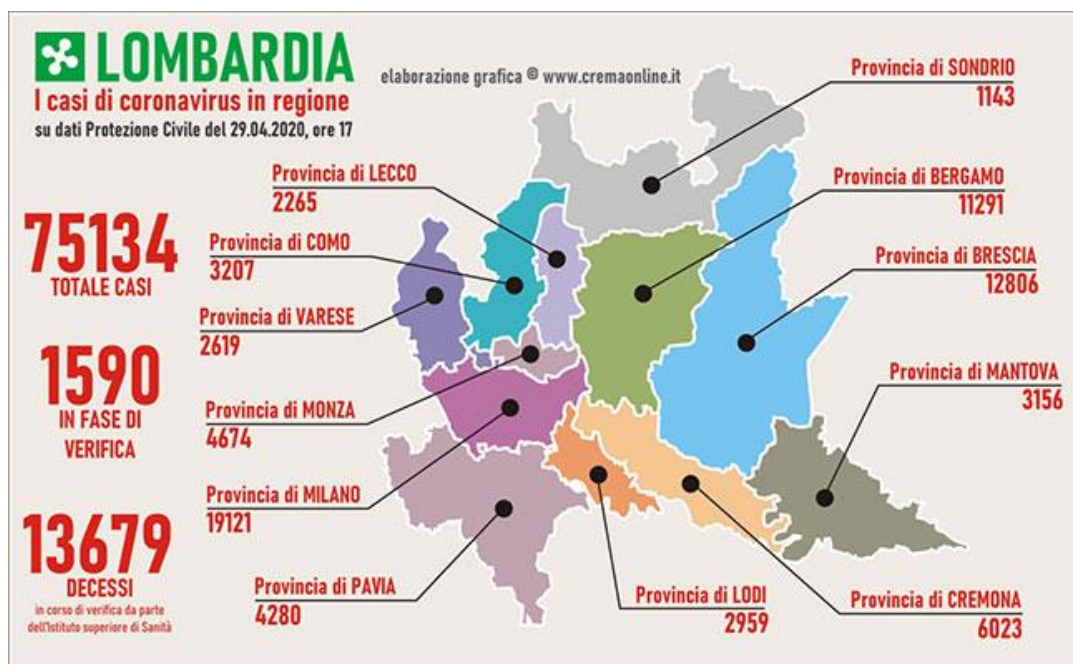 LOMBARDIA
I casi di coronavirus in regione
su dati Protezione Civile del 29.04.2020, ore 17
elaborazione grafica © www.cremaonline.it
75134
TOTALE CASI
1590
IN FASE DI
VERIFICA
13679
DECESSI
in corso di verifica da parte
dell'Istituto superiore di Sanità
Provincia di LECCO
2265
Provincia di COMO
3207
Provincia di VARESE
2619
Provincia di MONZA
4674
Provincia di MILANO
19121
Provincia di PAVIA
4280
Provincia di SONDRIO
1143
Provincia di BERGAMO
11291
Provincia di BRESCIA
12806
Provincia di MANTOVA
3156
Provincia di LODI
2959
Provincia di CREMONA
6023